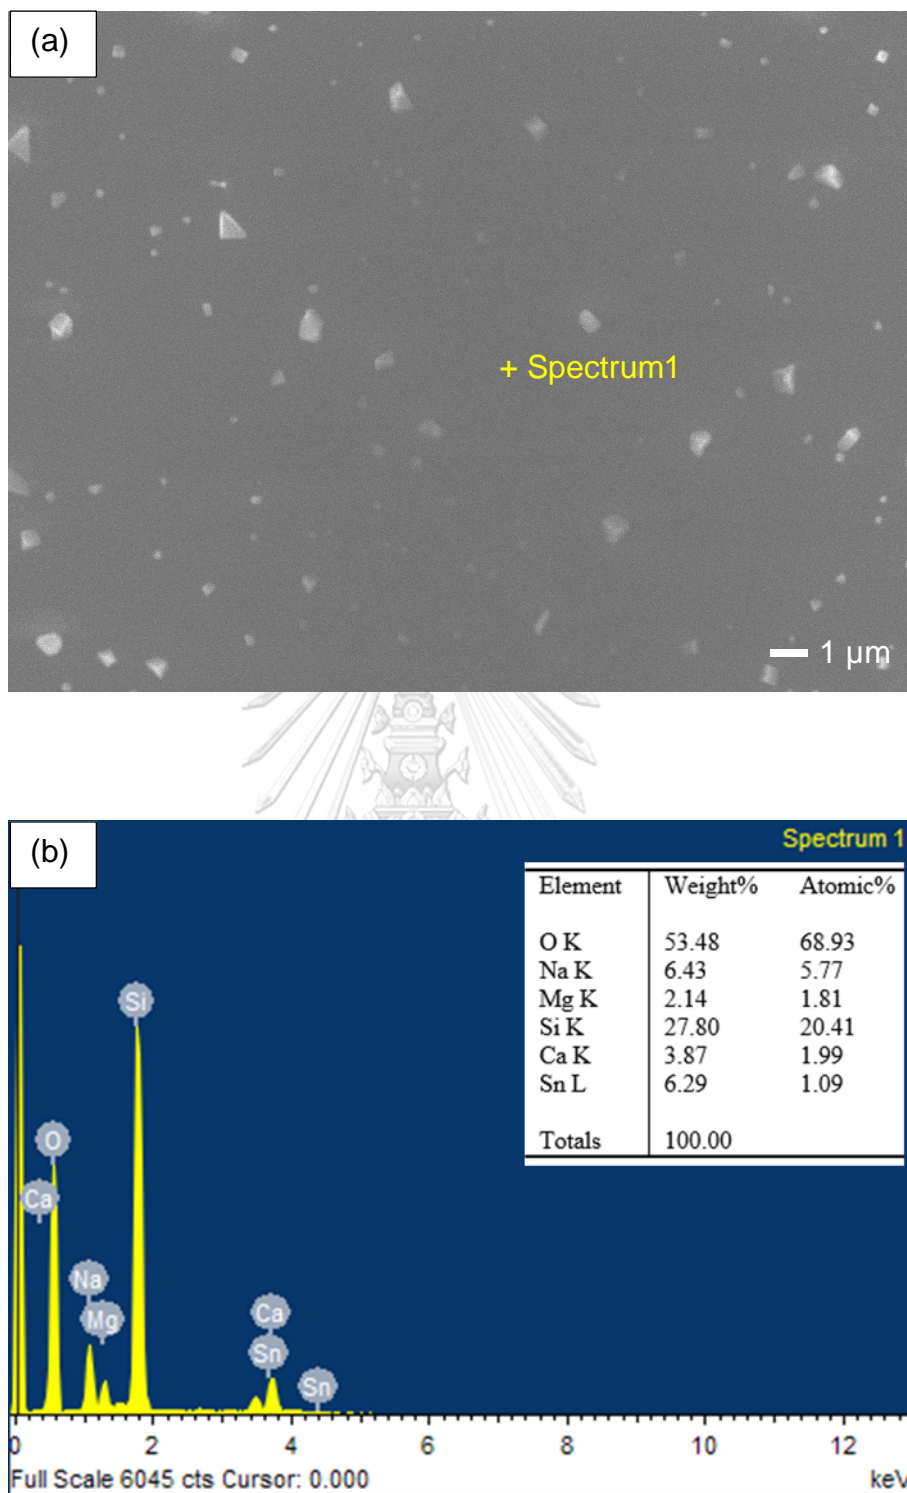 (a)
+ Spectrum1
1 µm
(b)
Spectrum 1
Element Weight% Atomic%
O K 53.48 68.93
Na K 6.43 5.77
Mg K 2.14 1.81
Si K 27.80 20.41
Ca K 3.87 1.99
Sn L 6.29 1.09
Totals 100.00
Si
O
Ca
Na
Mg
Ca
Sn
Sn
0 2 4 6 8 10 12
Full Scale 6045 cts Cursor: 0.000 keV